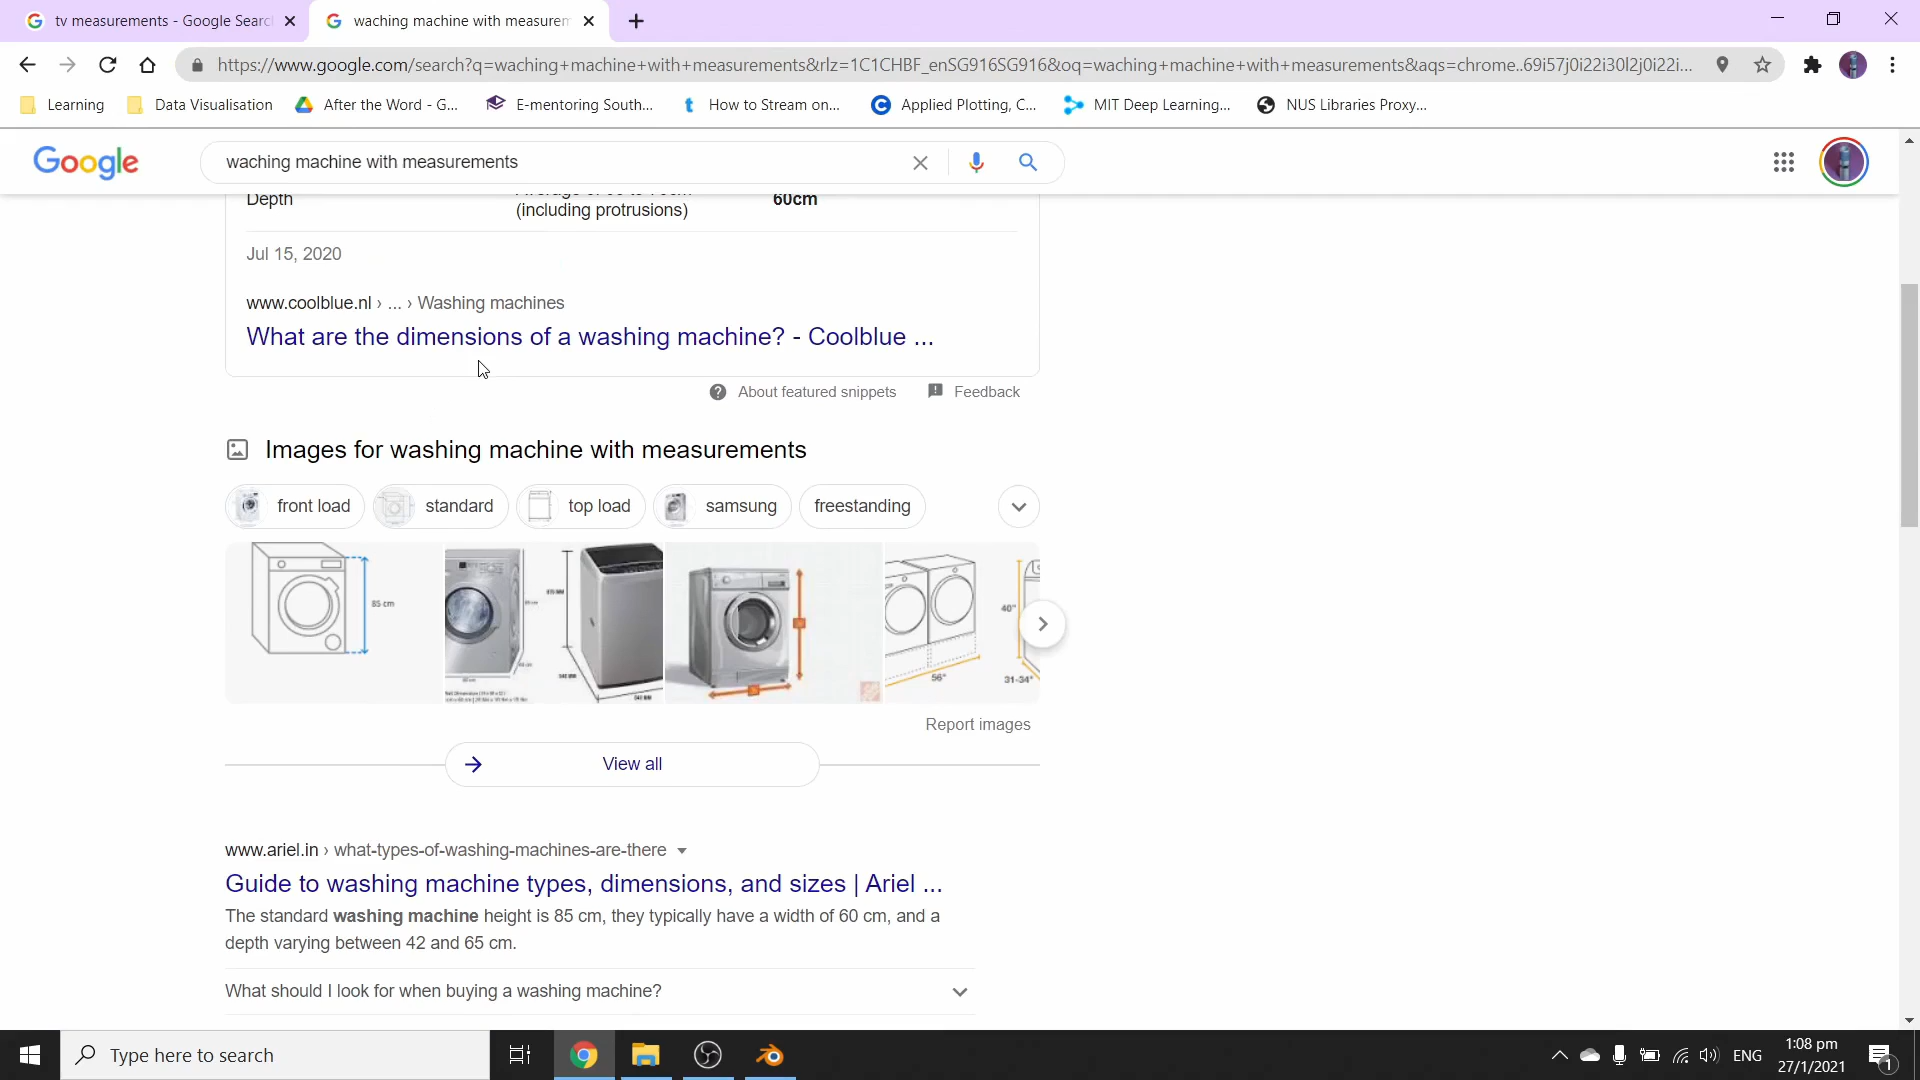 tv measurements - Google Searc
waching machine with measurem
https://www.google.com/search?q=waching+machine+with+measurements&rlz=1C1CHBF_enSG916SG916&oq=waching+machine+with+measurements&aqs=chrome..69i57j0i22i30l2j0i22i...
Learning
Data Visualisation
After the Word - G...
E-mentoring South...
How to Stream on...
Applied Plotting, C...
MIT Deep Learning...
NUS Libraries Proxy...
Google
waching machine with measurements
Depth
(including protrusions)
60cm
Jul 15, 2020
www.coolblue.nl › ... › Washing machines
What are the dimensions of a washing machine? - Coolblue ...
About featured snippets
Feedback
Images for washing machine with measurements
front load
standard
top load
samsung
freestanding
85 cm
40"
56"
31-34"
Report images
View all
www.ariel.in › what-types-of-washing-machines-are-there
Guide to washing machine types, dimensions, and sizes | Ariel ...
The standard washing machine height is 85 cm, they typically have a width of 60 cm, and a
depth varying between 42 and 65 cm.
What should I look for when buying a washing machine?
Type here to search
ENG
1:08 pm
27/1/2021
1